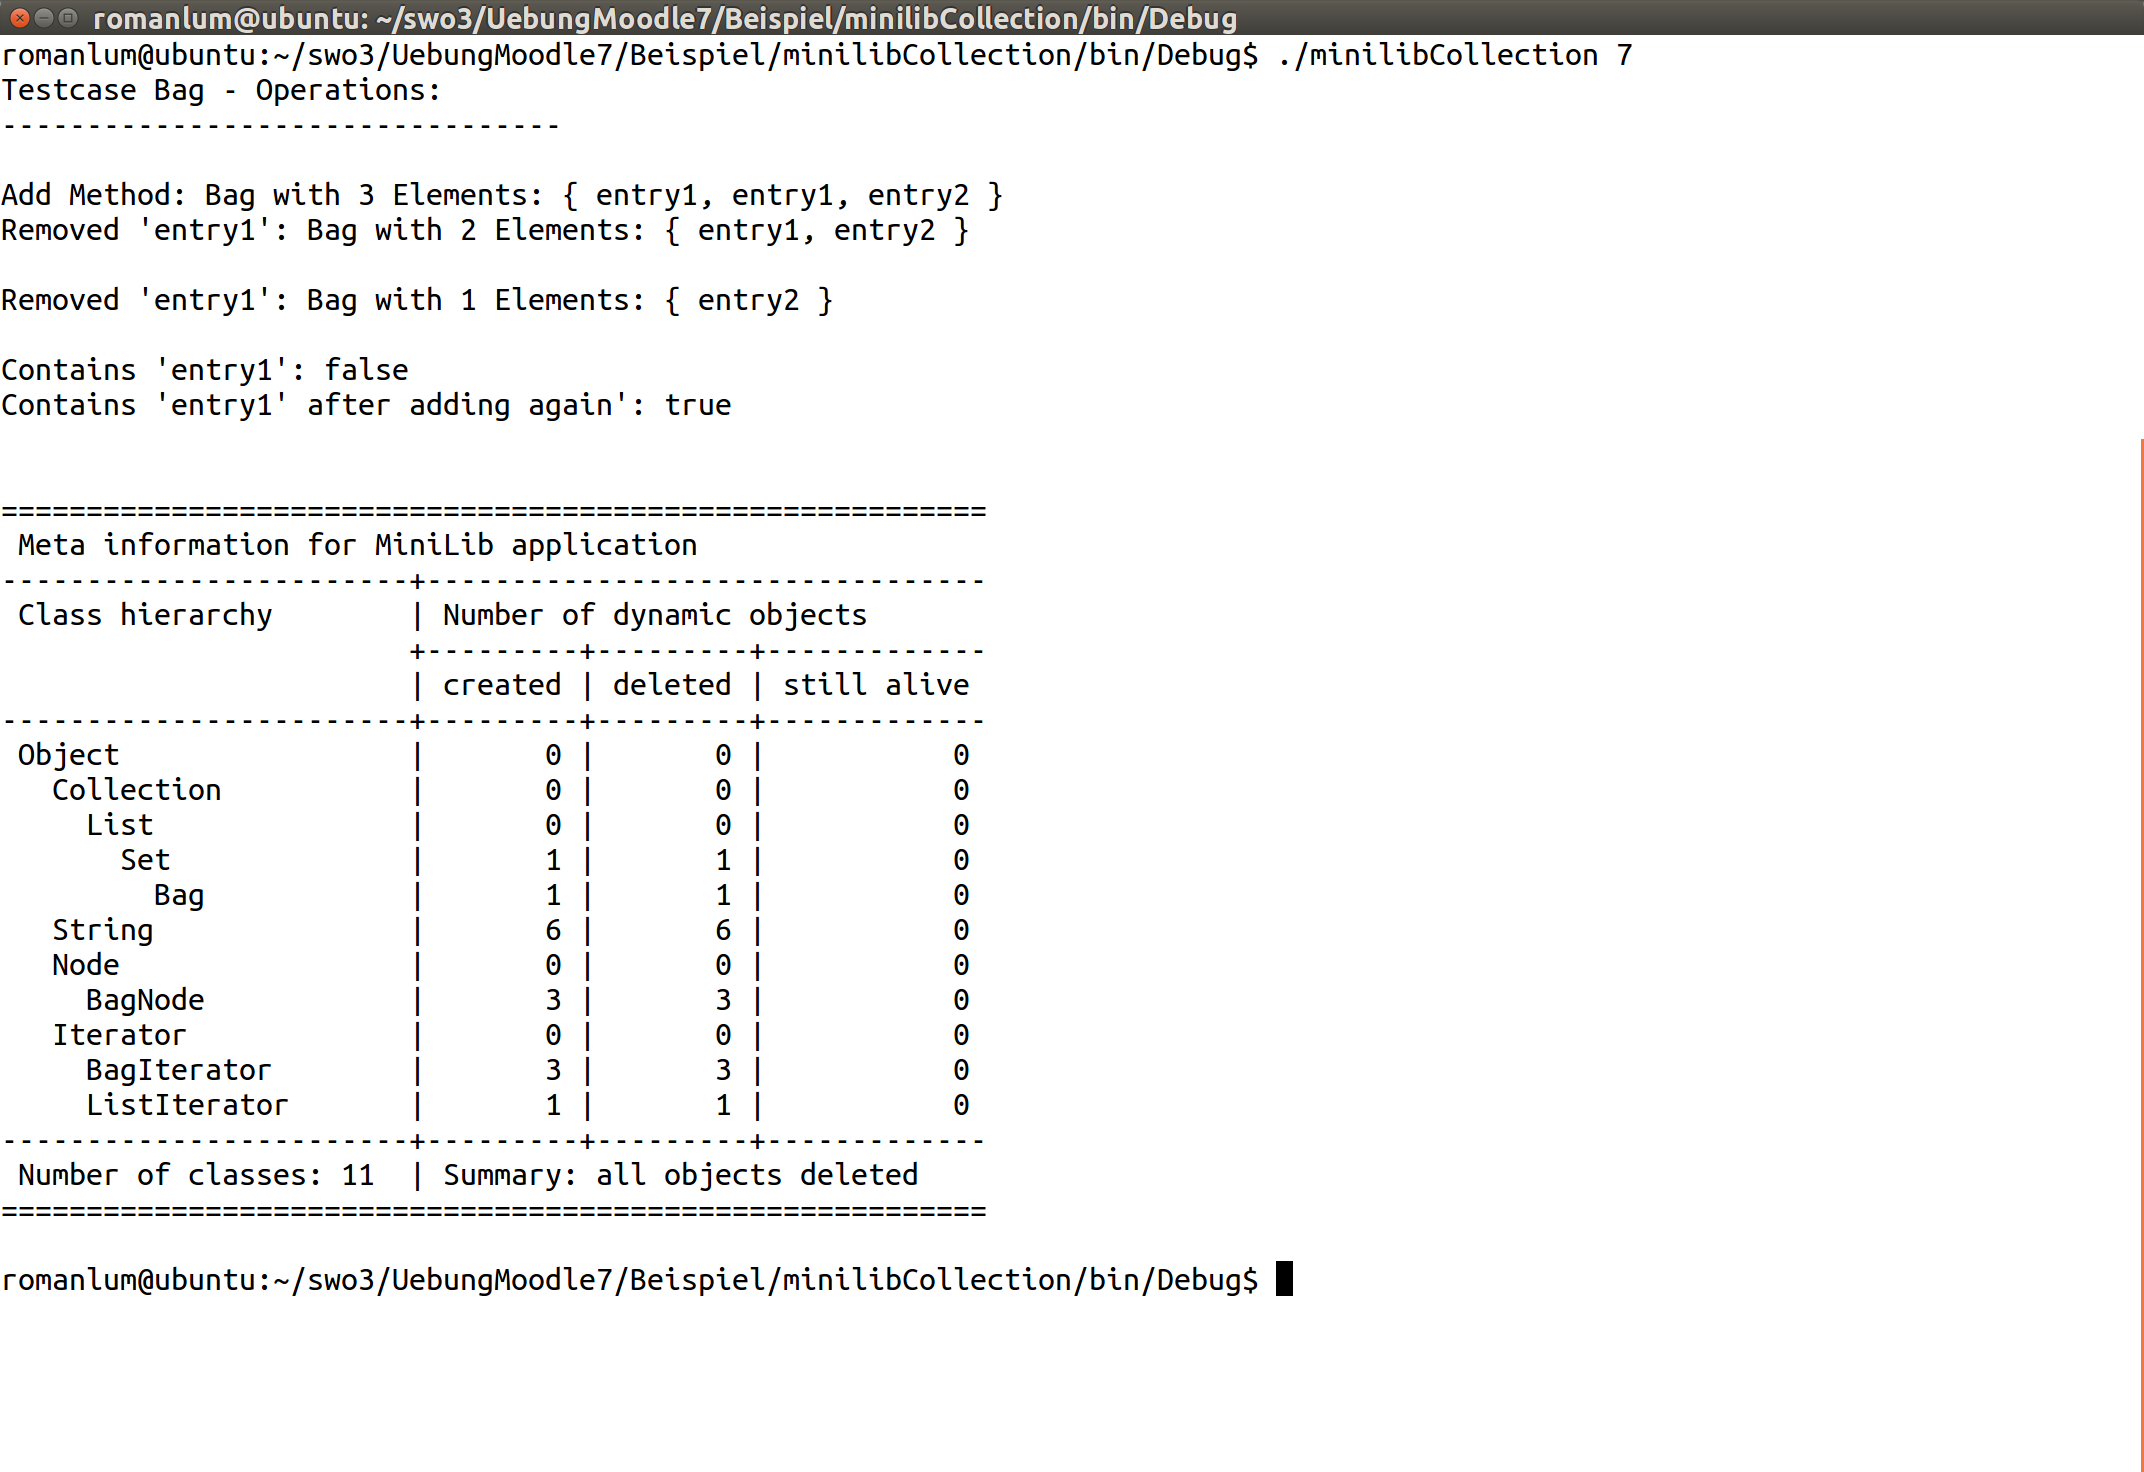 romanlum@ubuntu: ~/swo3/UebungMoodle7/Beispiel/minilibCollection/bin/Debug
romanlum@ubuntu:~/swo3/UebungMoodle7/Beispiel/minilibCollection/bin/Debug$ ./minilibCollection 7
Testcase Bag - Operations:
---------------------------------
Add Method: Bag with 3 Elements: { entry1, entry1, entry2 }
Removed 'entry1': Bag with 2 Elements: { entry1, entry2 }
Removed 'entry1': Bag with 1 Elements: { entry2 }
Contains 'entry1': false
Contains 'entry1' after adding again': true
==========================================================
 Meta information for MiniLib application
------------------------+---------------------------------
 Class hierarchy        | Number of dynamic objects
                        +---------+---------+-------------
                        | created | deleted | still alive
------------------------+---------+---------+-------------
 Object                 |       0 |       0 |           0
   Collection           |       0 |       0 |           0
     List               |       0 |       0 |           0
       Set              |       1 |       1 |           0
         Bag            |       1 |       1 |           0
   String               |       6 |       6 |           0
   Node                 |       0 |       0 |           0
     BagNode            |       3 |       3 |           0
   Iterator             |       0 |       0 |           0
     BagIterator        |       3 |       3 |           0
     ListIterator       |       1 |       1 |           0
------------------------+---------+---------+-------------
 Number of classes: 11  | Summary: all objects deleted
==========================================================
romanlum@ubuntu:~/swo3/UebungMoodle7/Beispiel/minilibCollection/bin/Debug$